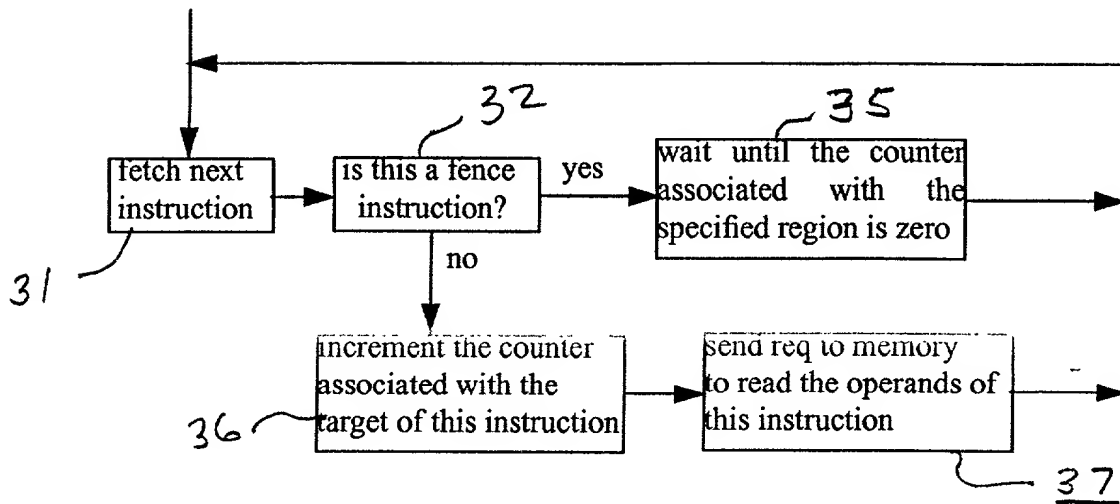 32
35
fetch next
instruction
is this a fence
instruction?
yes
wait until the counter
associated with the
specified region is zero
31
no
increment the counter
associated with the
target of this instruction
send req to memory
to read the operands of
this instruction
36
37